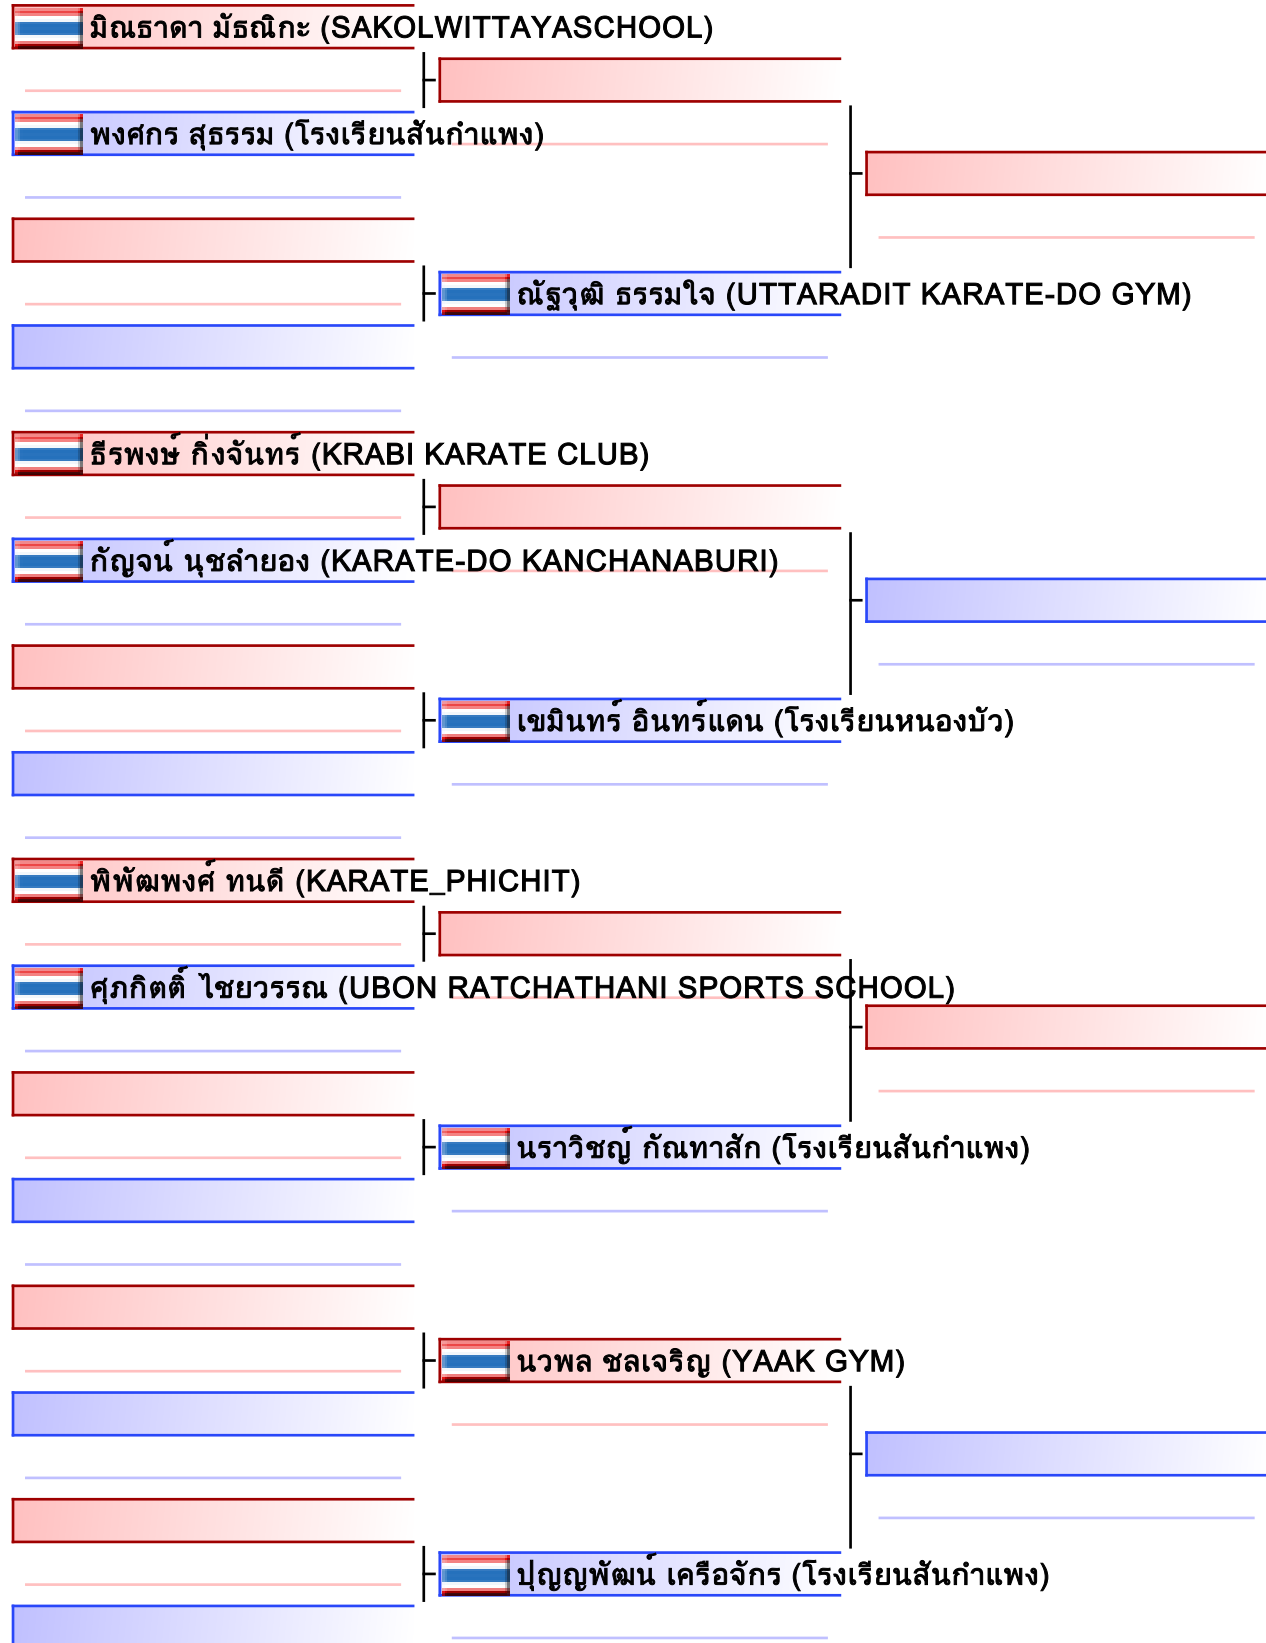 มิณธาดา มัธณิกะ (SAKOLWITTAYASCHOOL)
พงศกร สุธรรม (โรงเรียนสันกำแพง)
ณัฐวุฒิ ธรรมใจ (UTTARADIT KARATE-DO GYM)
ธีรพงษ์ กิ่งจันทร์ (KRABI KARATE CLUB)
กัญจน์ นุชลำยอง (KARATE-DO KANCHANABURI)
เขมินทร์ อินทร์แดน (โรงเรียนหนองบัว)
พิพัฒพงศ์ ทนดี (KARATE_PHICHIT)
ศุภกิตติ์ ไชยวรรณ (UBON RATCHATHANI SPORTS SCHOOL)
นราวิชญ์ กัณทาสัก (โรงเรียนสันกำแพง)
นวพล ชลเจริญ (YAAK GYM)
ปุญญพัฒน์ เครือจักร (โรงเรียนสันกำแพง)